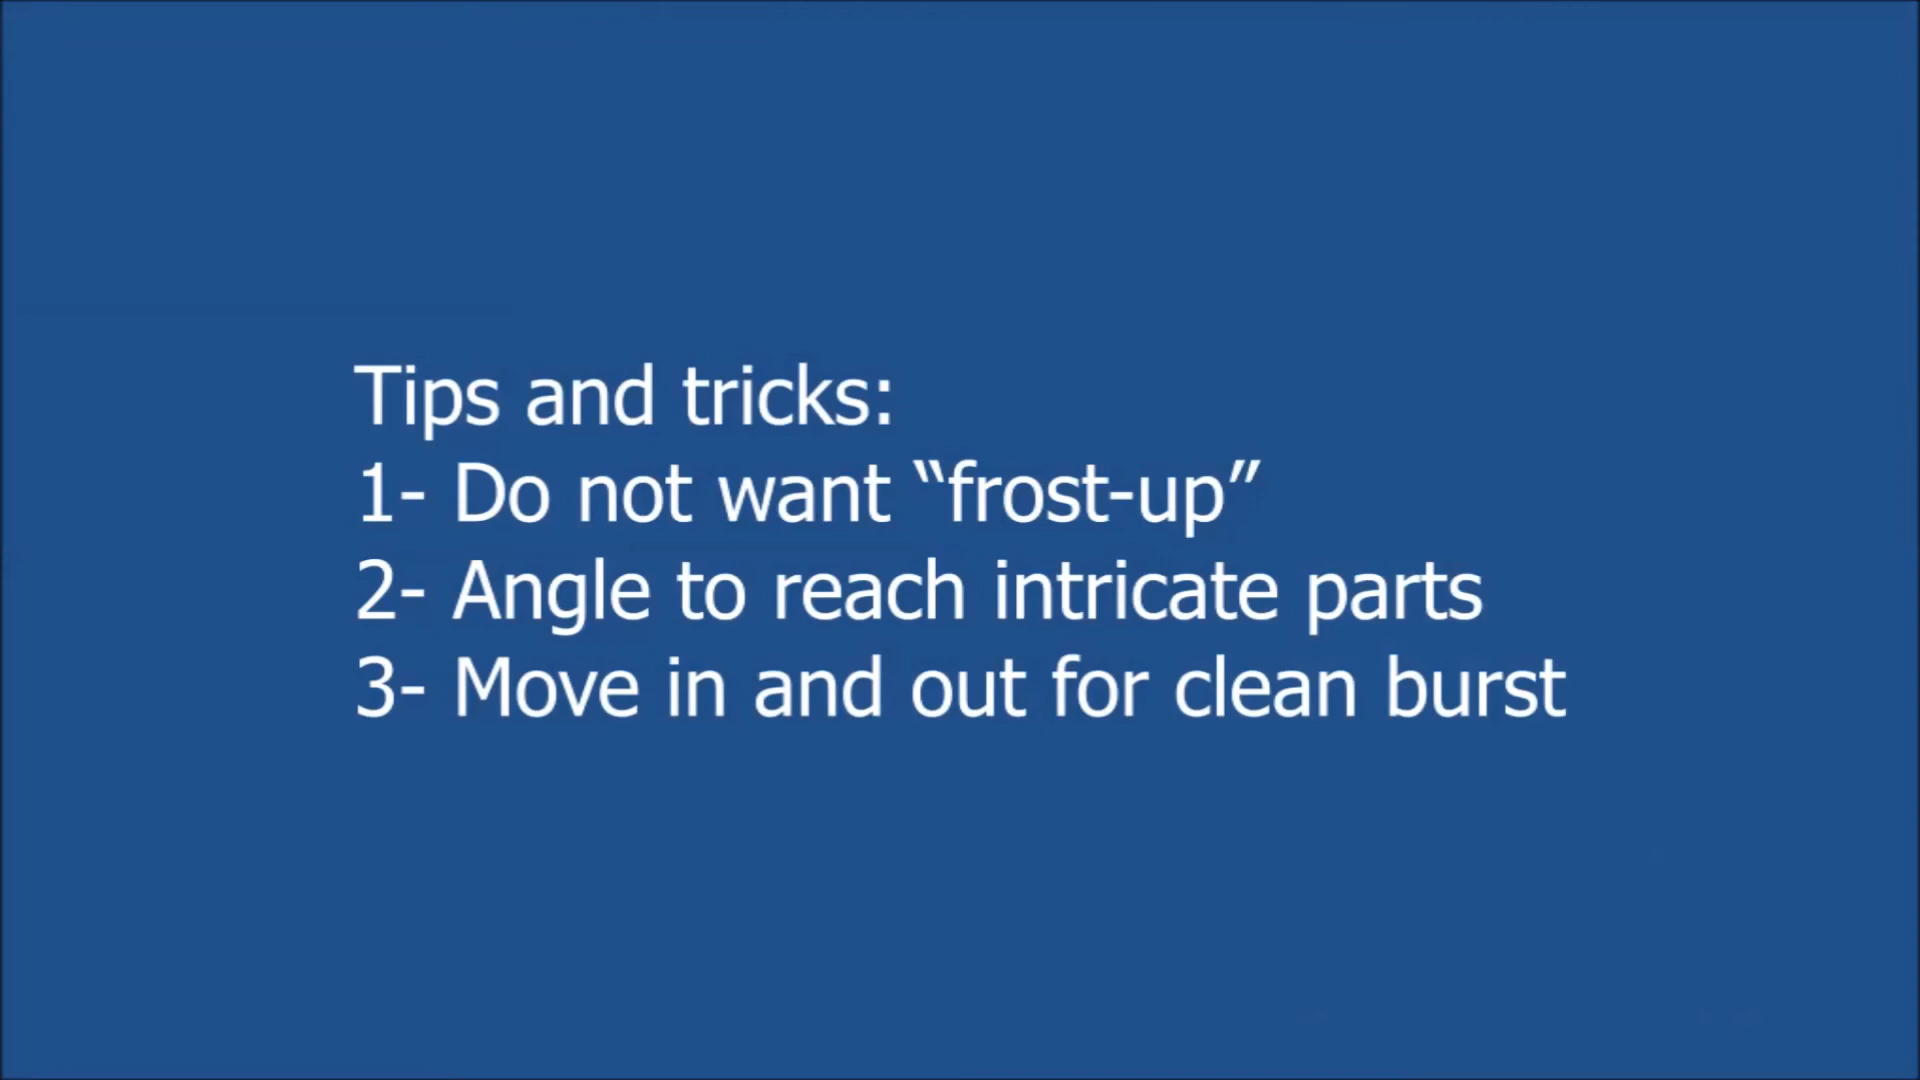 Tips and tricks:
1- Do not want “frost-up”
2- Angle to reach intricate parts
3- Move in and out for clean burst